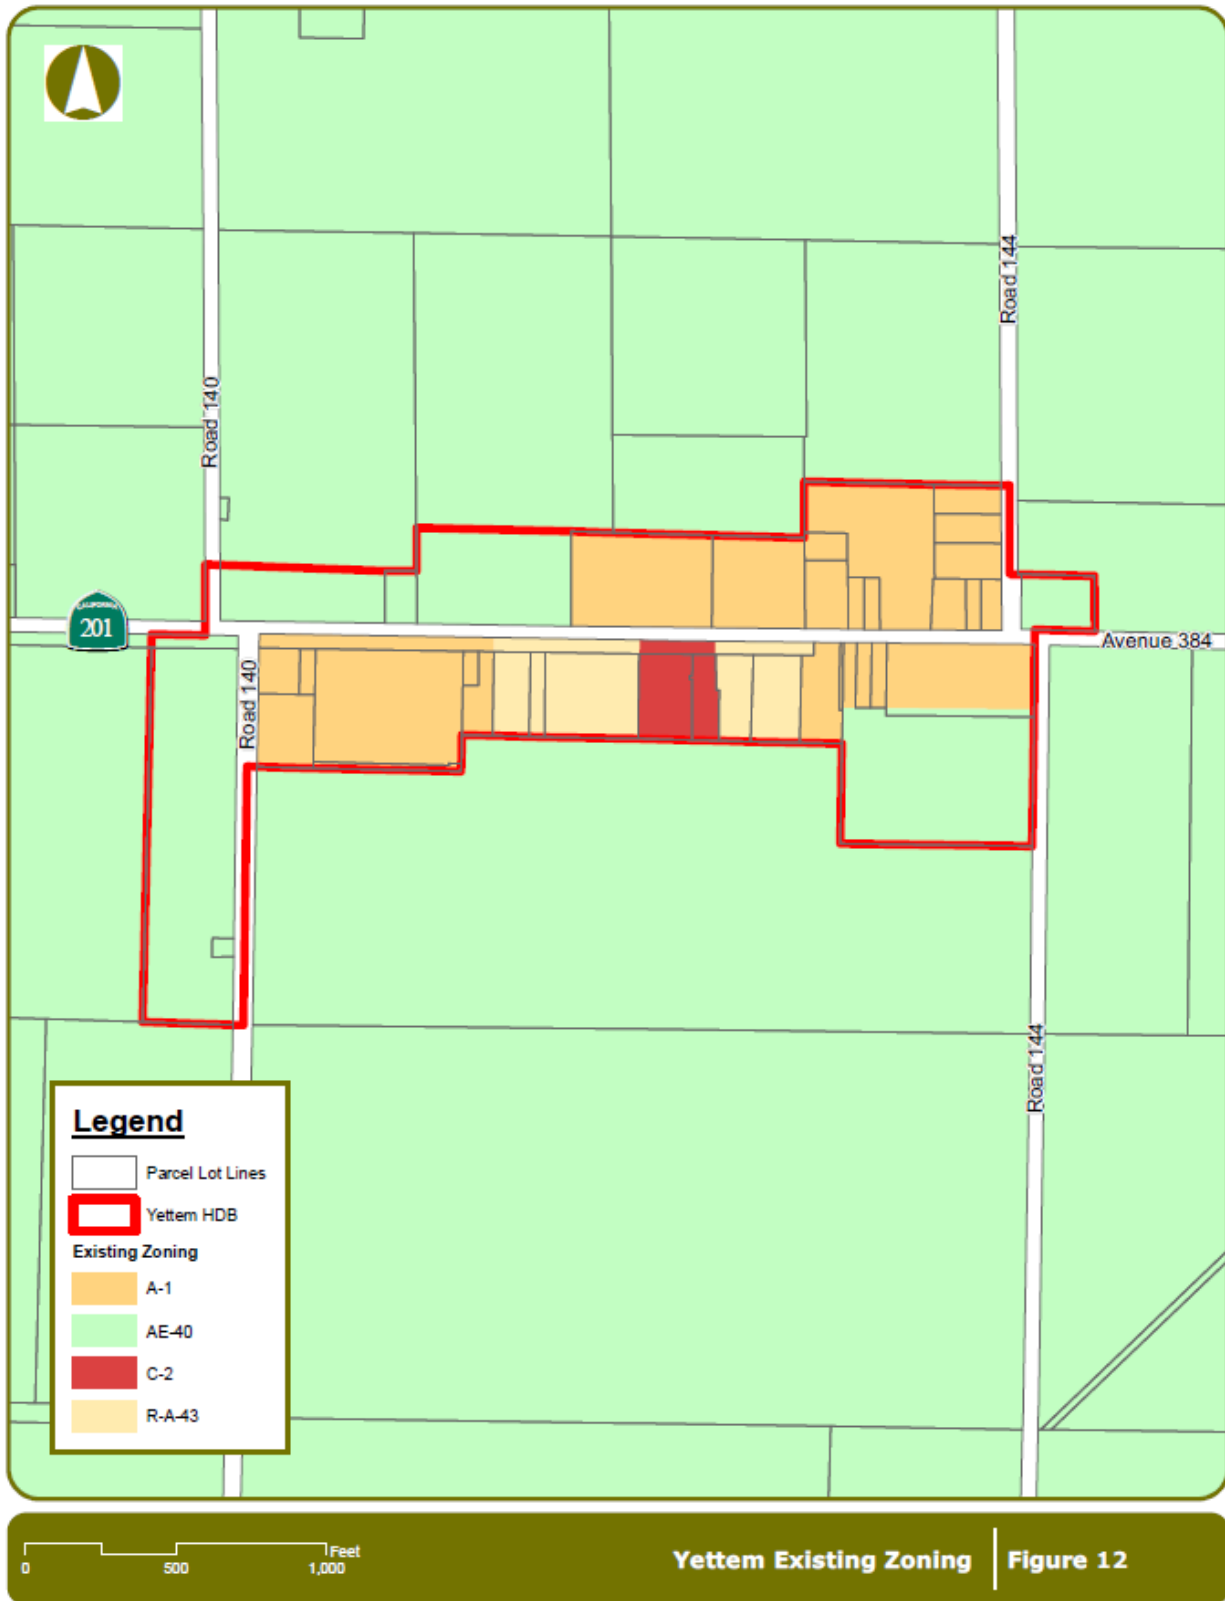 Road 144
Road 140
CALIFORNIA
201
Avenue 384
Road 140
Road 144
Legend
Parcel Lot Lines
Yettem HDB
Existing Zoning
A-1
AE-40
C-2
R-A-43
Feet
0 500 1,000
Yettem Existing Zoning
Figure 12